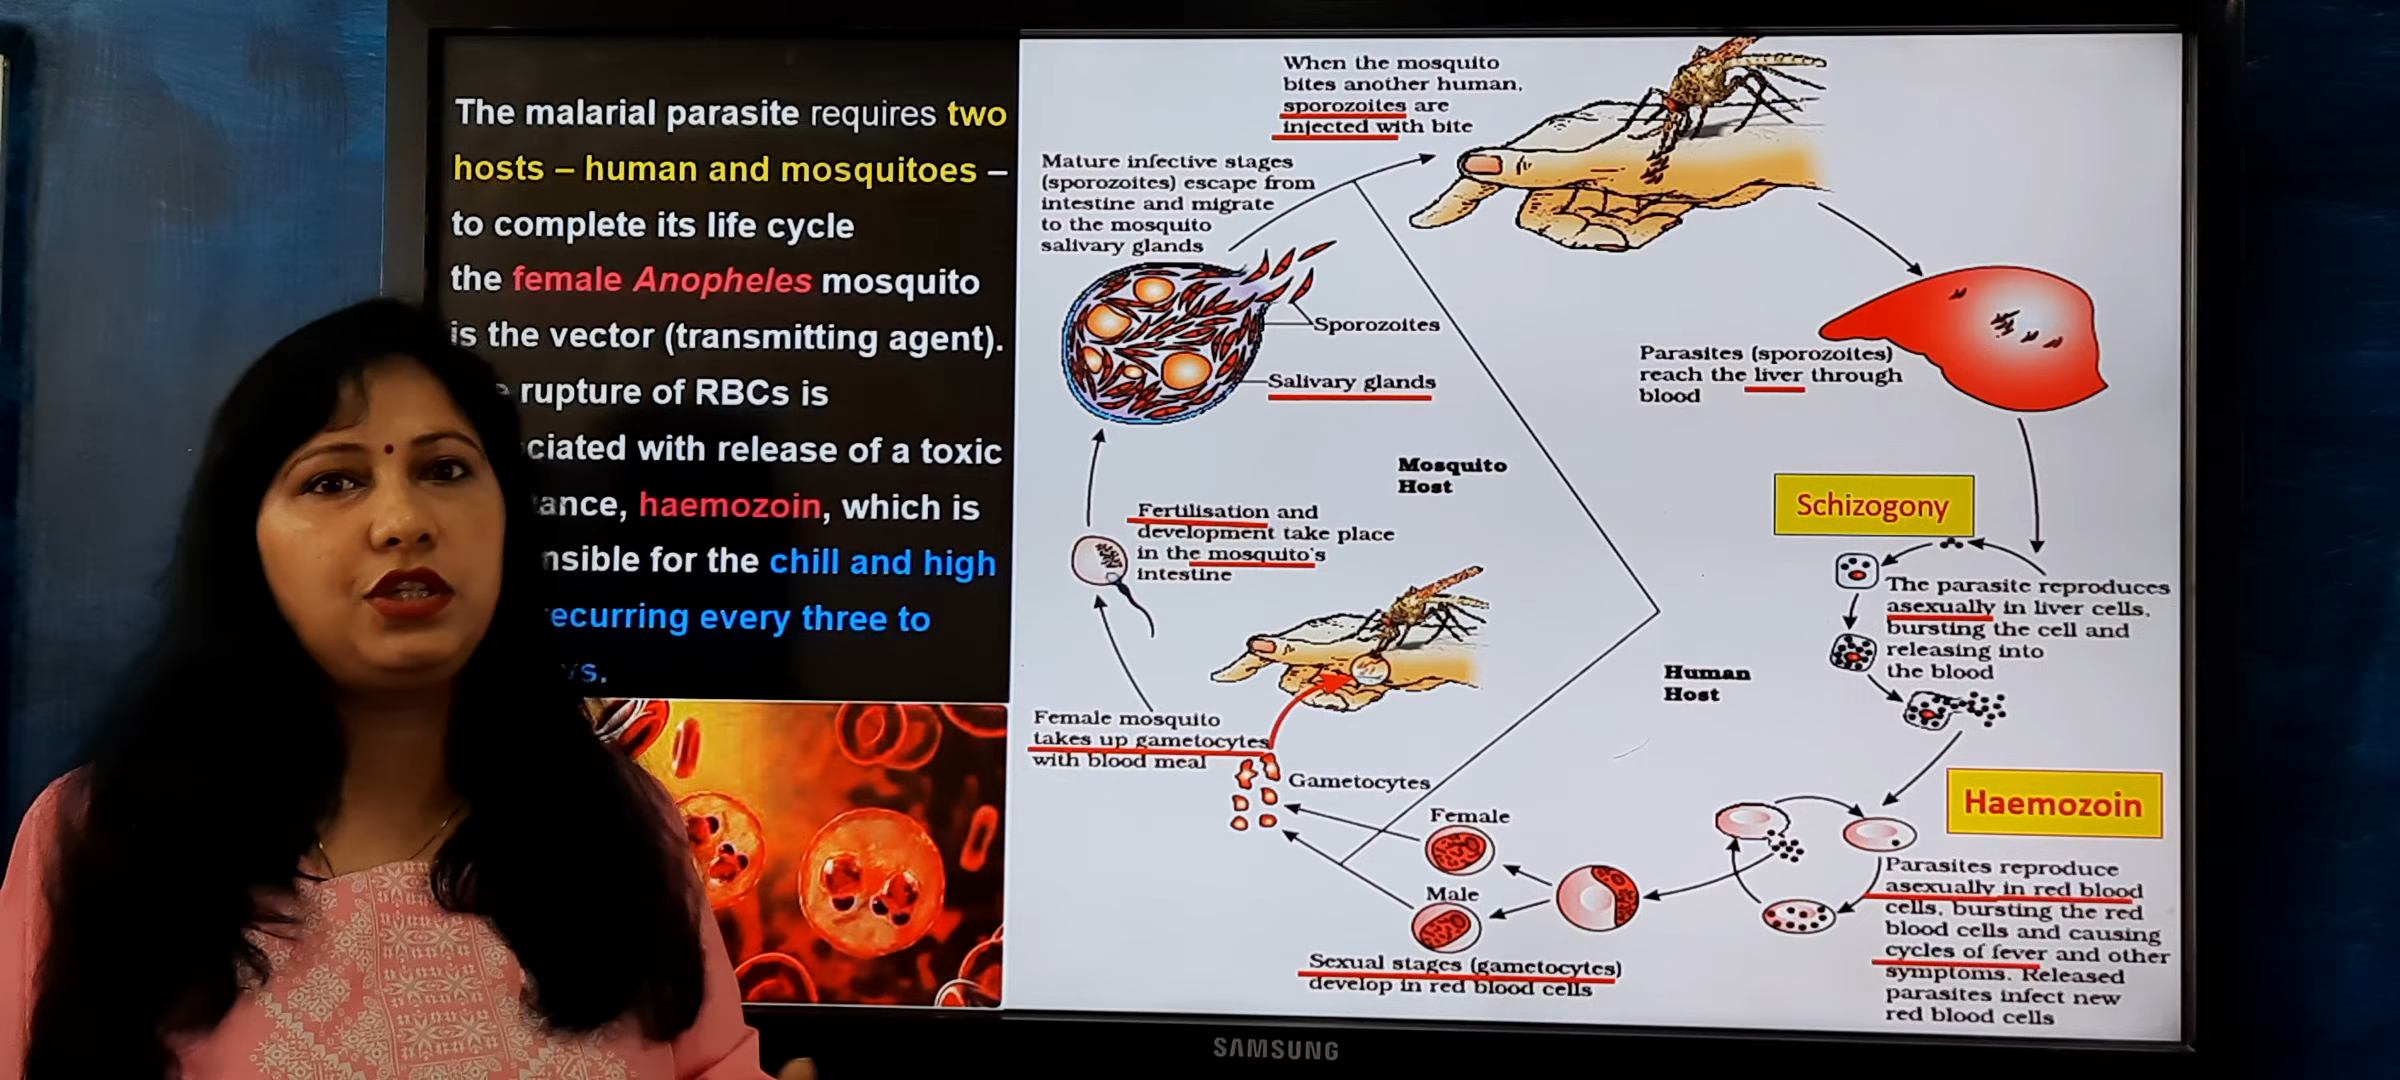 The malarial parasite requires two
hosts – human and mosquitoes –
to complete its life cycle
the female Anopheles mosquito
is the vector (transmitting agent).
rupture of RBCs is
ciated with release of a toxic
tance, haemozoin, which is
nsible for the chill and high
ecurring every three to
ys.
When the mosquito
bites another human,
sporozoites are
injected with bite
Mature infective stages
(sporozoites) escape from
intestine and migrate
to the mosquito
salivary glands
Sporozoites
Salivary glands
Parasites (sporozoites)
reach the liver through
blood
Mosquito
Host
Schizogony
Fertilisation and
development take place
in the mosquito's
intestine
The parasite reproduces
asexually in liver cells,
bursting the cell and
releasing into
the blood
Human
Host
Female mosquito
takes up gametocytes
with blood meal
Gametocytes
Female
Male
Haemozoin
Parasites reproduce
asexually in red blood
cells, bursting the red
blood cells and causing
cycles of fever and other
symptoms. Released
parasites infect new
red blood cells
Sexual stages (gametocytes)
develop in red blood cells
SAMSUNG